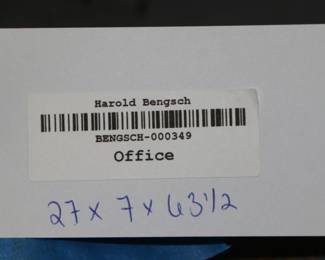 Harold Bengsch
BENGSCH-000349
Office
27 x 7 x 63 1/2